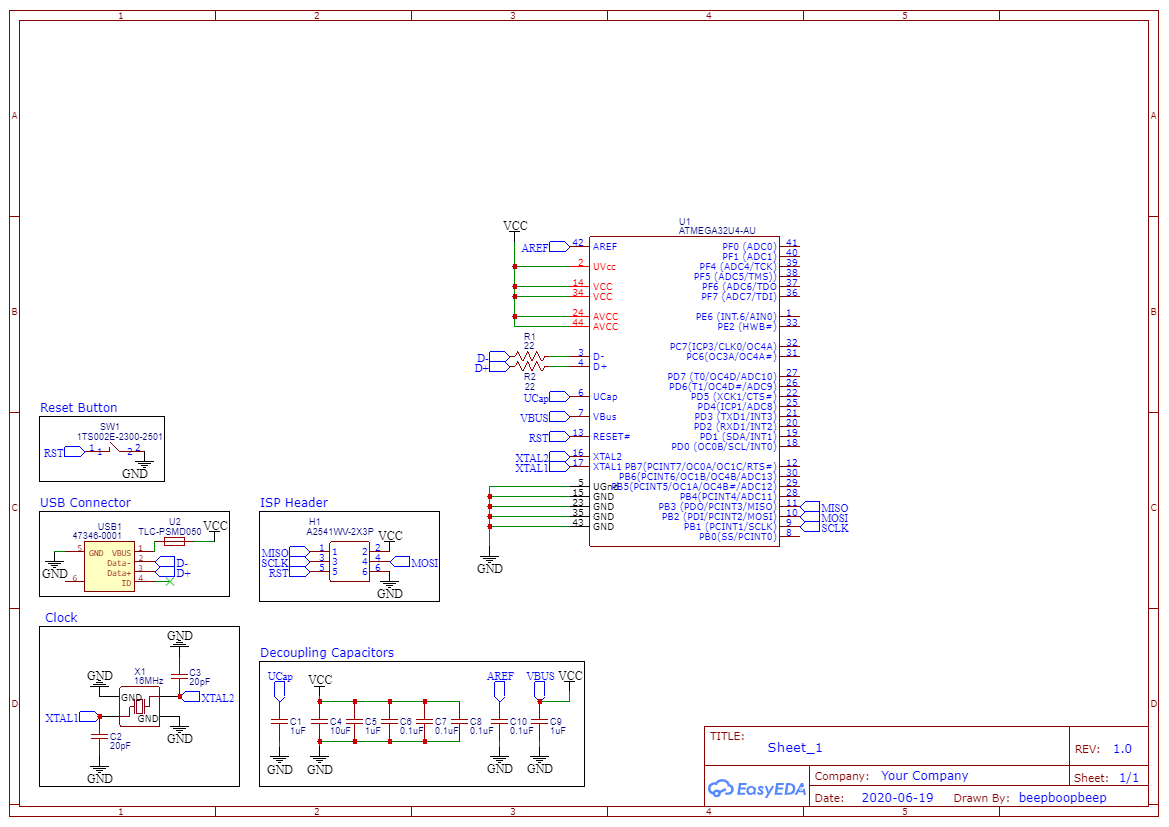 1 2 3 4 5
A A
B B
C C
D D
U1
ATMEGA32U4-AU
VCC
AREF 42 AREF
2 UVcc
14 VCC
34 VCC
24 AVCC
44 AVCC
R1
22
D- 3 D-
D+ 4 D+
R2
22
UCap 6 UCap
VBUS 7 VBus
RST 13 RESET#
XTAL2 16 XTAL2
XTAL1 17 XTAL1
5 UGnd
15 GND
23 GND
35 GND
43 GND
GND
PF0 (ADC0) 41
PF1 (ADC1) 40
PF4 (ADC4/TCK) 39
PF5 (ADC5/TMS)) 38
PF6 (ADC6/TDO 37
PF7 (ADC7/TDI) 36
PE6 (INT.6/AIN0) 1
PE2 (HWB#) 33
PC7(ICP3/CLK0/OC4A) 32
PC6(OC3A/OC4A#) 31
PD7 (T0/OC4D/ADC10) 27
PD6(T1/OC4D#/ADC9) 26
PD5 (XCK1/CTS#) 22
PD4(ICP1/ADC8) 25
PD3 (TXD1/INT3) 21
PD2 (RXD1/INT2) 20
PD1 (SDA/INT1) 19
PD0 (OC0B/SCL/INT0) 18
PB7(PCINT7/OC0A/OC1C/RTS#) 12
PB6(PCINT6/OC1B/OC4B/ADC13) 30
PB5(PCINT5/OC1A/OC4B#/ADC12) 29
PB4(PCINT4/ADC11) 28
PB3 (PDO/PCINT3/MISO) 11 MISO
PB2 (PDI/PCINT2/MOSI) 10 MOSI
PB1 (PCINT1/SCLK) 9 SCLK
PB0(SS/PCINT0) 8
Reset Button
SW1
1TS002E-2300-2501
RST 1 1 2 2
GND
USB Connector
USB1
47346-0001
U2
TLC-PSMD050
VCC
5 GND VBUS 1
Data- 2 D-
Data+ 3 D+
6 ID 4
GND
ISP Header
H1
A2541WV-2X3P
VCC
MISO 1 1 2 2
SCLK 3 3 4 4 MOSI
RST 5 5 6 6
GND
Clock
GND
C3
20pF
GND
X1
16MHz
GND
XTAL2
XTAL1
GND
GND
C2
20pF
GND
Decoupling Capacitors
UCap VCC AREF VBUS VCC
C1 C4 C5 C6 C7 C8 C10 C9
1uF 10uF 1uF 0.1uF 0.1uF 0.1uF 0.1uF 1uF
GND GND GND GND
TITLE:
Sheet_1
REV: 1.0
EasyEDA
Company: Your Company
Sheet: 1/1
Date: 2020-06-19 Drawn By: beepboopbeep
1 2 3 4 5